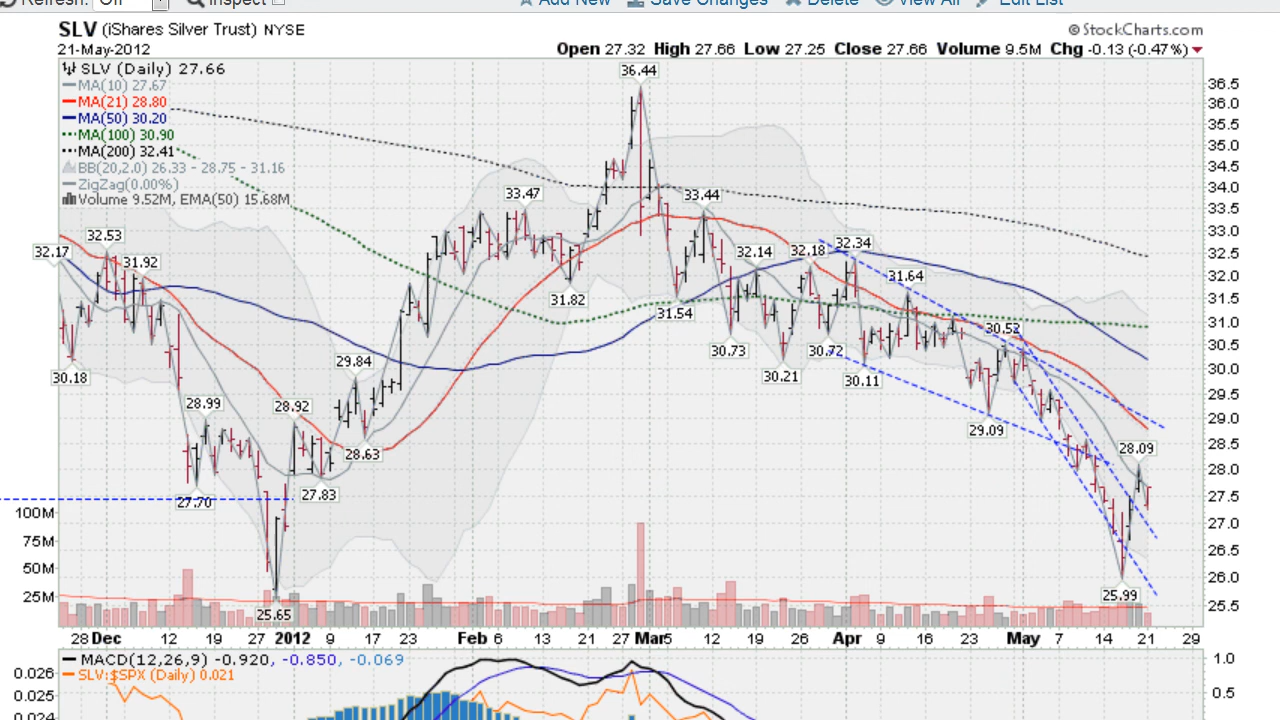 Refresh: Off Inspect Add New Save Changes Delete View All Edit List
SLV (iShares Silver Trust) NYSE © StockCharts.com
21-May-2012 Open 27.32 High 27.66 Low 27.25 Close 27.66 Volume 9.5M Chg -0.13 (-0.47%)
SLV (Daily) 27.66
MA(10) 27.67
MA(21) 28.80
MA(50) 30.20
MA(100) 30.90
MA(200) 32.41
BB(20,2.0) 26.33 - 28.75 - 31.16
ZigZag(0.00%)
Volume 9.52M, EMA(50) 15.68M
36.44
33.47
33.44
32.17
32.53
31.92
32.14
32.18
32.34
31.64
31.82
31.54
30.73
30.72
30.52
30.18
29.84
30.21
30.11
28.99
28.92
29.09
28.63
28.09
27.70
27.83
25.65
25.99
36.5
36.0
35.5
35.0
34.5
34.0
33.5
33.0
32.5
32.0
31.5
31.0
30.5
30.0
29.5
29.0
28.5
28.0
27.5
27.0
26.5
26.0
25.5
100M
75M
50M
25M
28 Dec 12 19 27 2012 9 17 23 Feb 6 13 21 27 Mar 5 12 19 26 Apr 9 16 23 May 7 14 21 29
MACD(12,26,9) -0.920, -0.850, -0.069
SLV:$SPX (Daily) 0.021
0.026
0.025
0.024
1.0
0.5